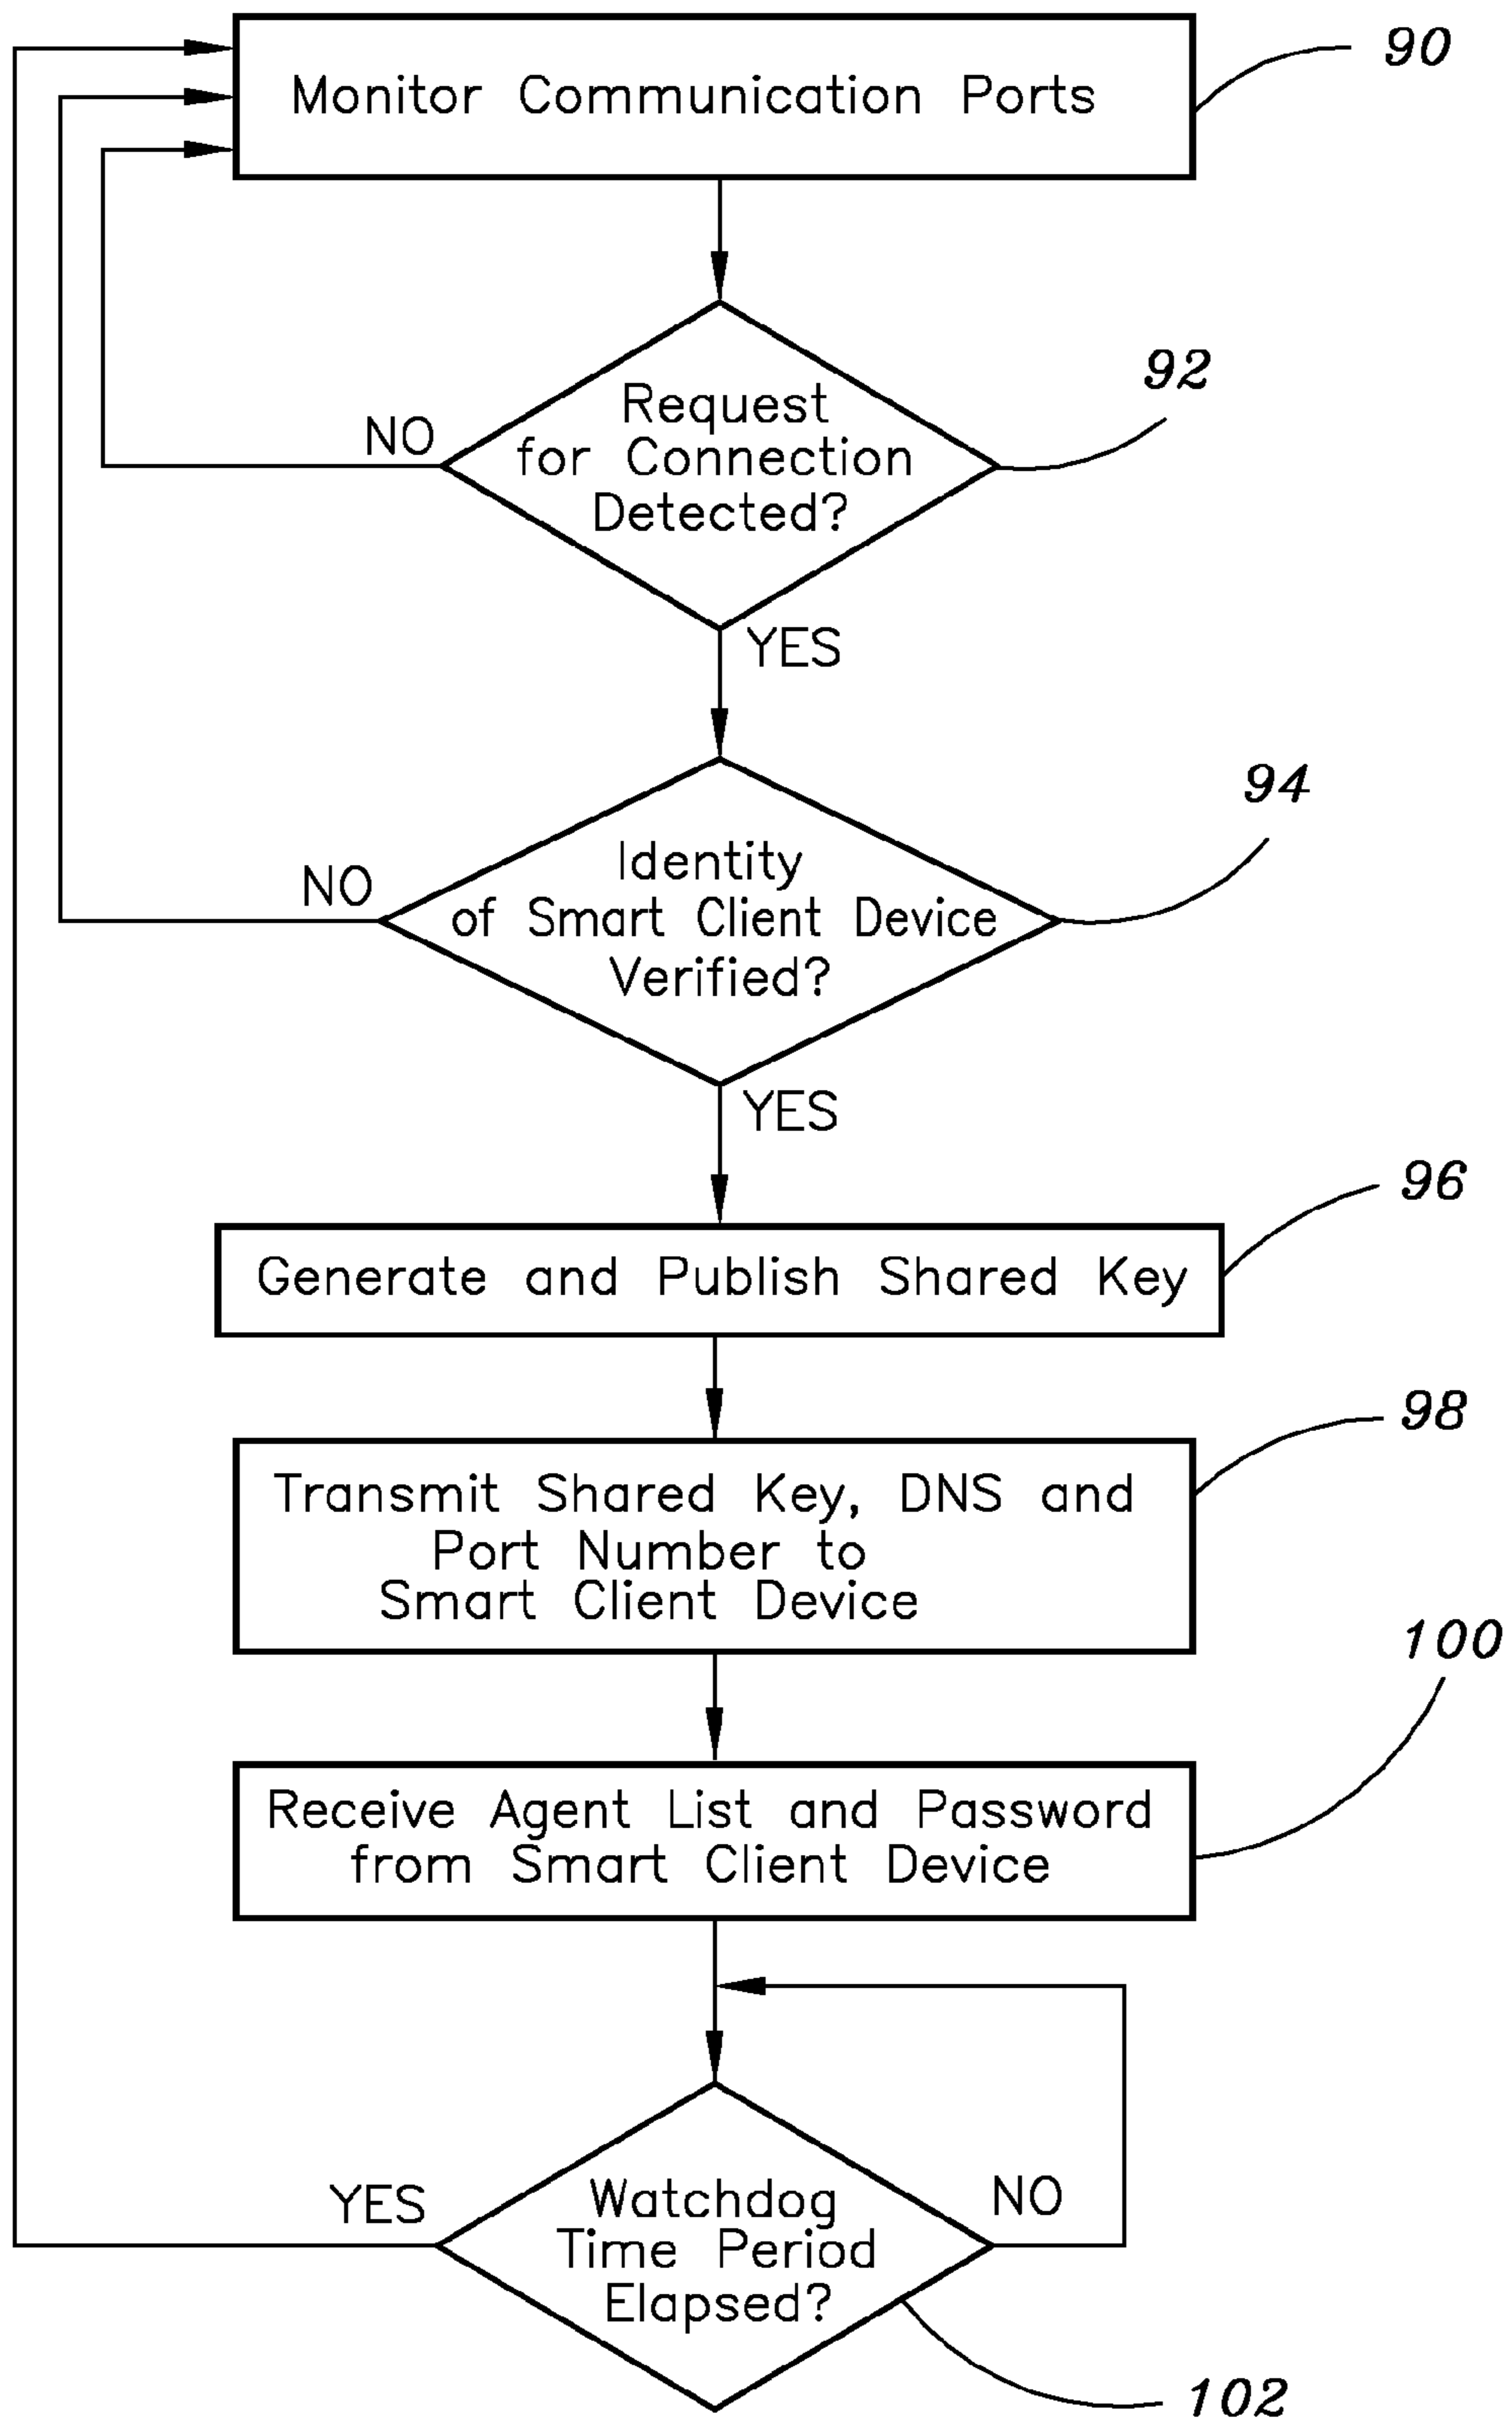 90
Monitor Communication Ports
92
Request
for Connection
Detected?
NO
YES
94
Identity
of Smart Client Device
Verified?
NO
YES
96
Generate and Publish Shared Key
98
Transmit Shared Key, DNS and
Port Number to
Smart Client Device
100
Receive Agent List and Password
from Smart Client Device
YES
Watchdog
Time Period
Elapsed?
NO
102